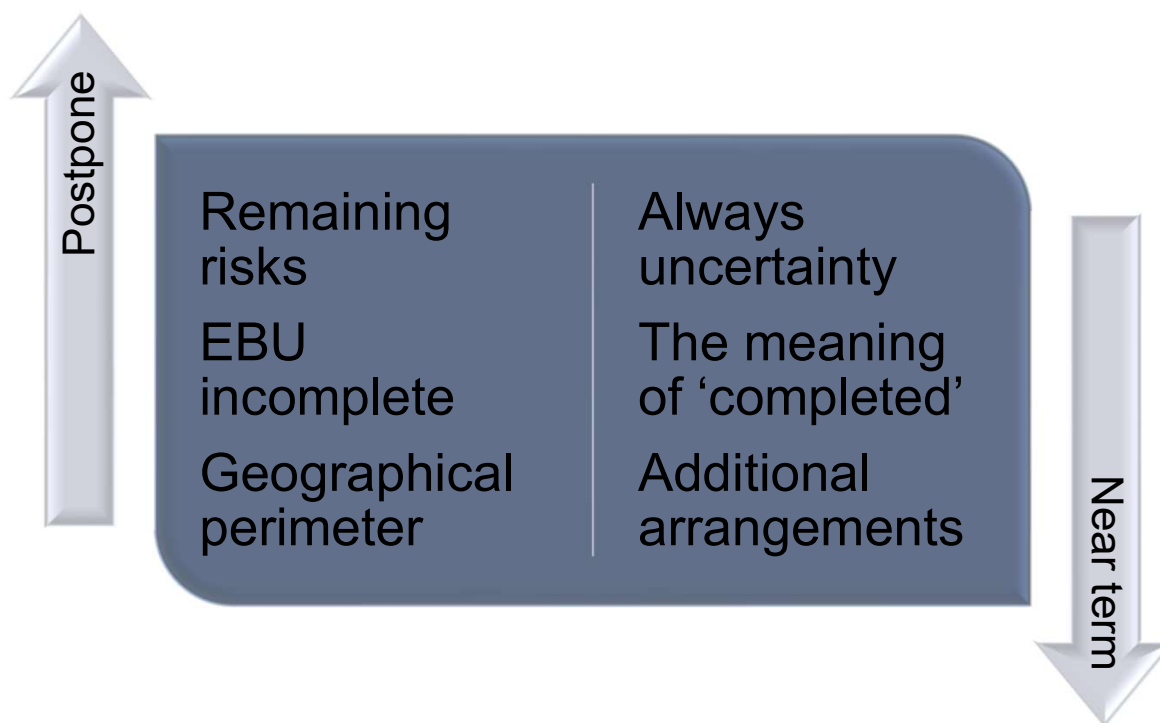 Postpone
Remaining
risks
EBU
incomplete
Geographical
perimeter
Always
uncertainty
The meaning
of ‘completed’
Additional
arrangements
Near term